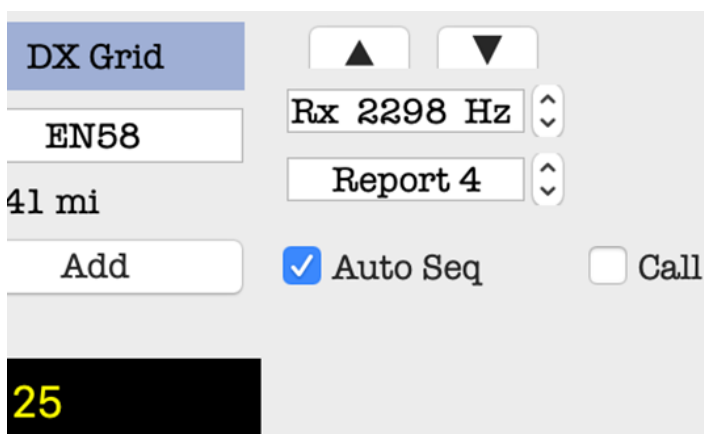 DX Grid
Rx 2298 Hz
EN58
Report 4
41 mi
Add
Auto Seq
Call
25